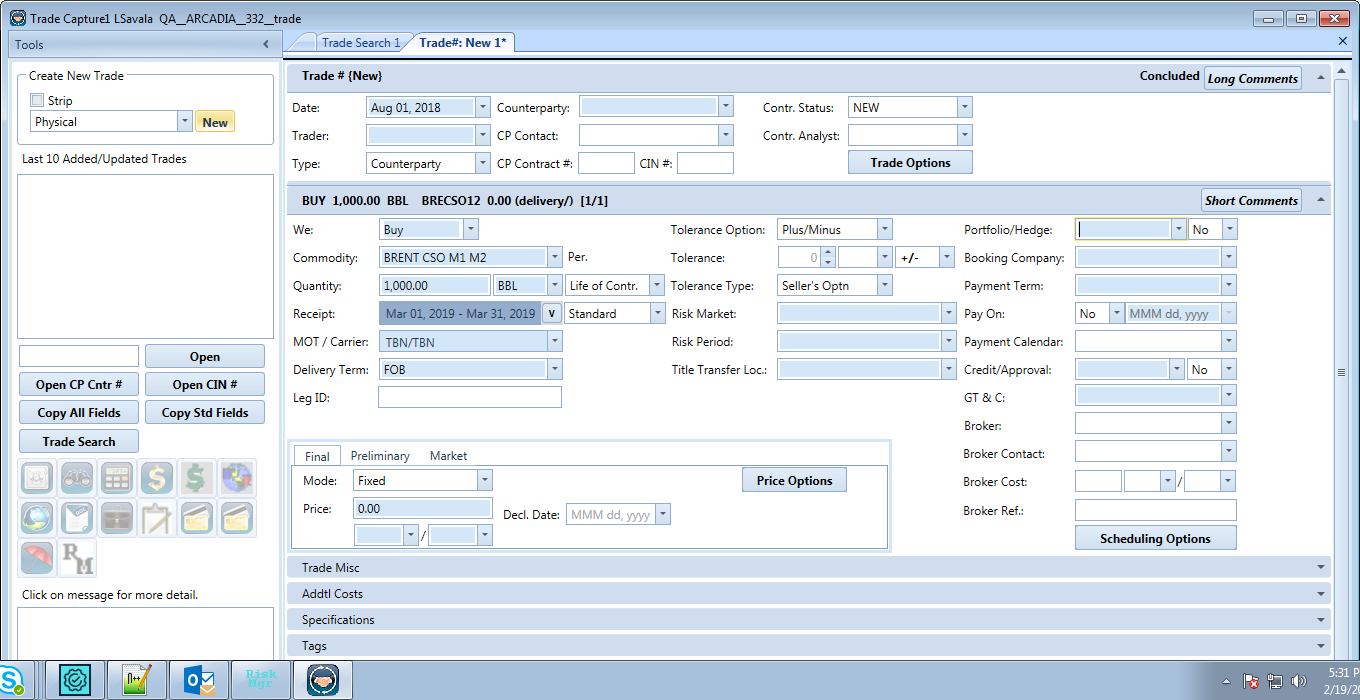 Trade Capture1 LSavala QA__ARCADIA__332__trade
Tools
Trade Search 1
Trade#: New 1*
Create New Trade
Strip
Physical
New
Last 10 Added/Updated Trades
Open
Open CP Cntr #
Open CIN #
Copy All Fields
Copy Std Fields
Trade Search
RM
Click on message for more detail.
Trade # {New}
Concluded
Long Comments
Date: Aug 01, 2018 Counterparty: Contr. Status: NEW
Trader: CP Contact: Contr. Analyst:
Type: Counterparty CP Contract #: CIN #: Trade Options
BUY 1,000.00 BBL BRECSO12 0.00 (delivery/) [1/1]
Short Comments
We: Buy Tolerance Option: Plus/Minus Portfolio/Hedge: No
Commodity: BRENT CSO M1 M2 Per. Tolerance: 0 +/- Booking Company:
Quantity: 1,000.00 BBL Life of Contr. Tolerance Type: Seller's Optn Payment Term:
Receipt: Mar 01, 2019 - Mar 31, 2019 v Standard Risk Market: Pay On: No MMM dd, yyyy
MOT / Carrier: TBN/TBN Risk Period: Payment Calendar:
Delivery Term: FOB Title Transfer Loc.: Credit/Approval: No
Leg ID: GT & C:
Broker:
Final Preliminary Market Broker Contact:
Mode: Fixed Price Options Broker Cost: /
Price: 0.00 Decl. Date: MMM dd, yyyy Broker Ref.:
/
Scheduling Options
Trade Misc
Addtl Costs
Specifications
Tags
Risk
Mgr
5:31 P